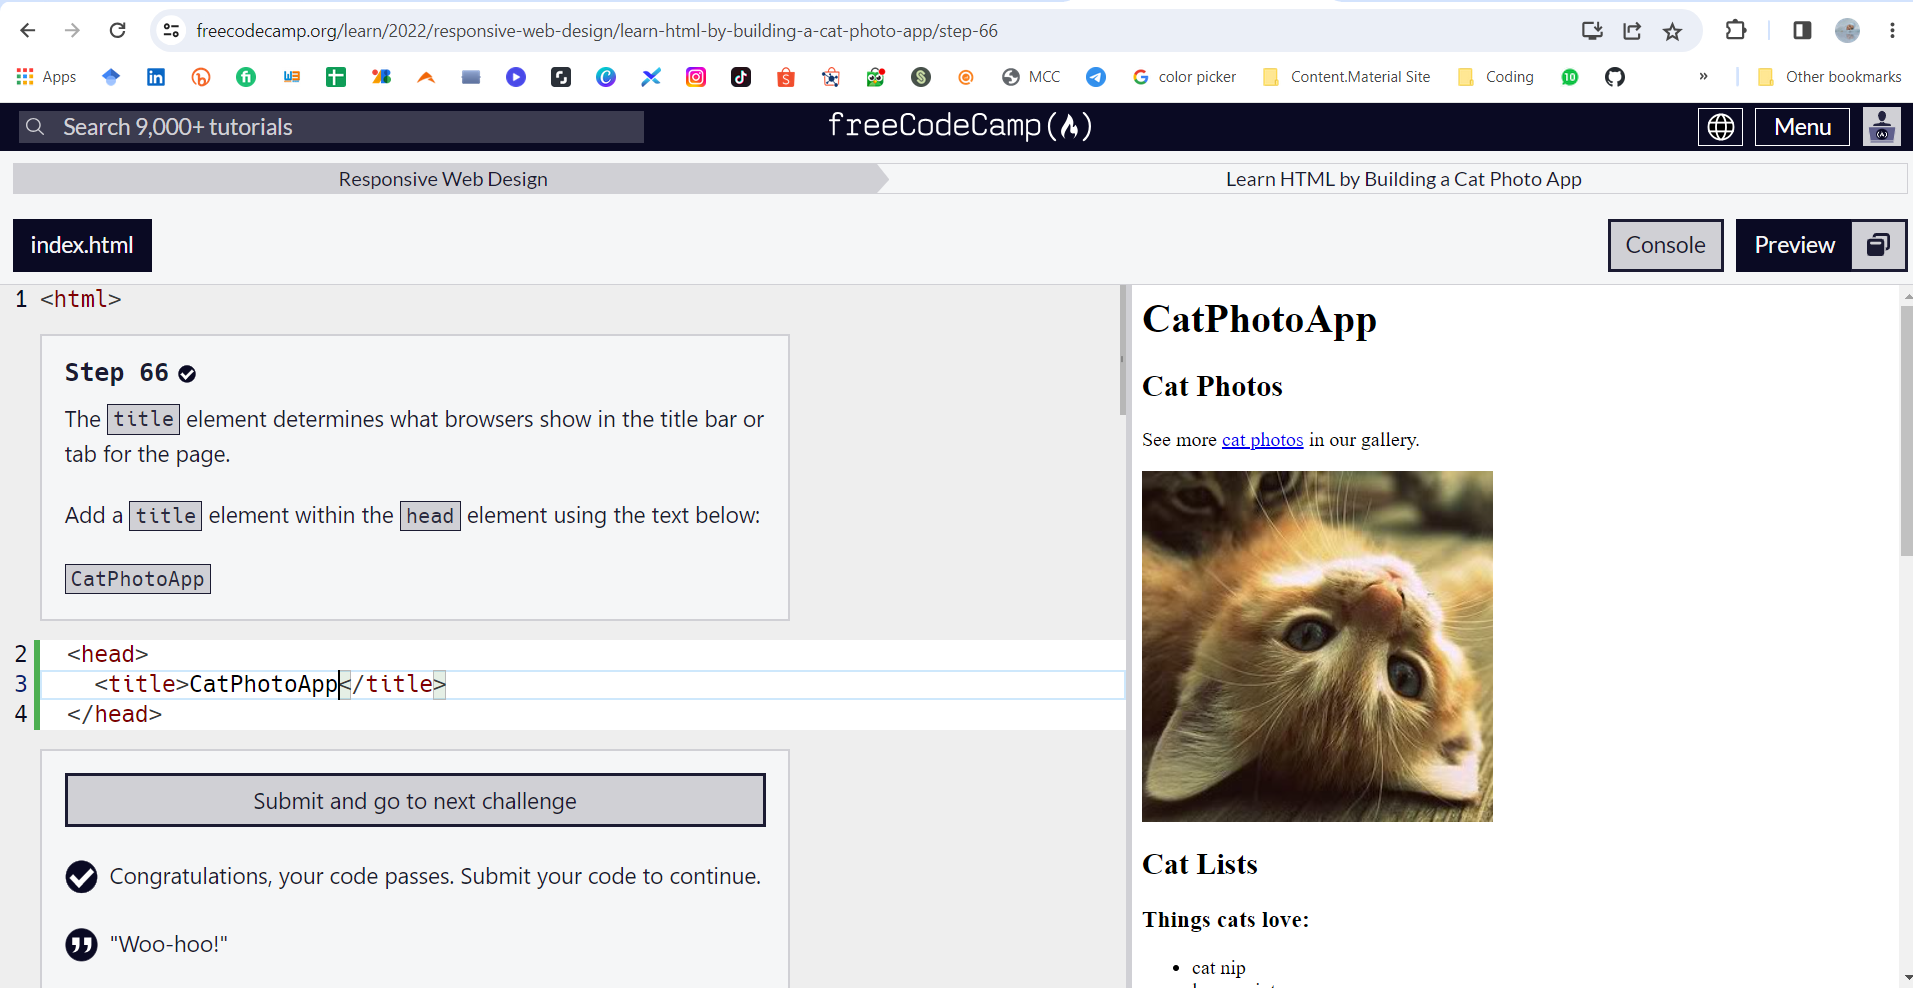 freecodecamp.org/learn/2022/responsive-web-design/learn-html-by-building-a-cat-photo-app/step-66
Apps MCC color picker Content.Material Site Coding 10 » Other bookmarks
Search 9,000+ tutorials freeCodeCamp(🔥) Menu
Responsive Web Design Learn HTML by Building a Cat Photo App
index.html Console Preview
1 <html>
Step 66
The title element determines what browsers show in the title bar or
tab for the page.
Add a title element within the head element using the text below:
CatPhotoApp
2 <head>
3 <title>CatPhotoApp</title>
4 </head>
Submit and go to next challenge
Congratulations, your code passes. Submit your code to continue.
"Woo-hoo!"
CatPhotoApp
Cat Photos
See more cat photos in our gallery.
Cat Lists
Things cats love:
• cat nip